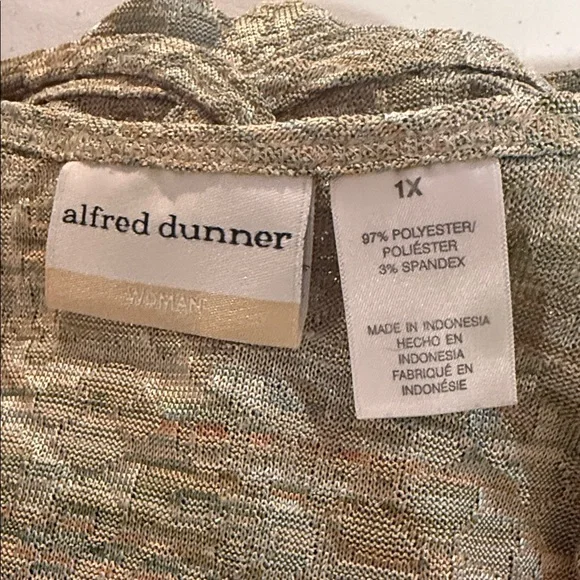 alfred dunner
WOMAN
1X
97% POLYESTER/
POLIÉSTER
3% SPANDEX
MADE IN INDONESIA
HECHO EN
INDONESIA
FABRIQUÉ EN
INDONÉSIE